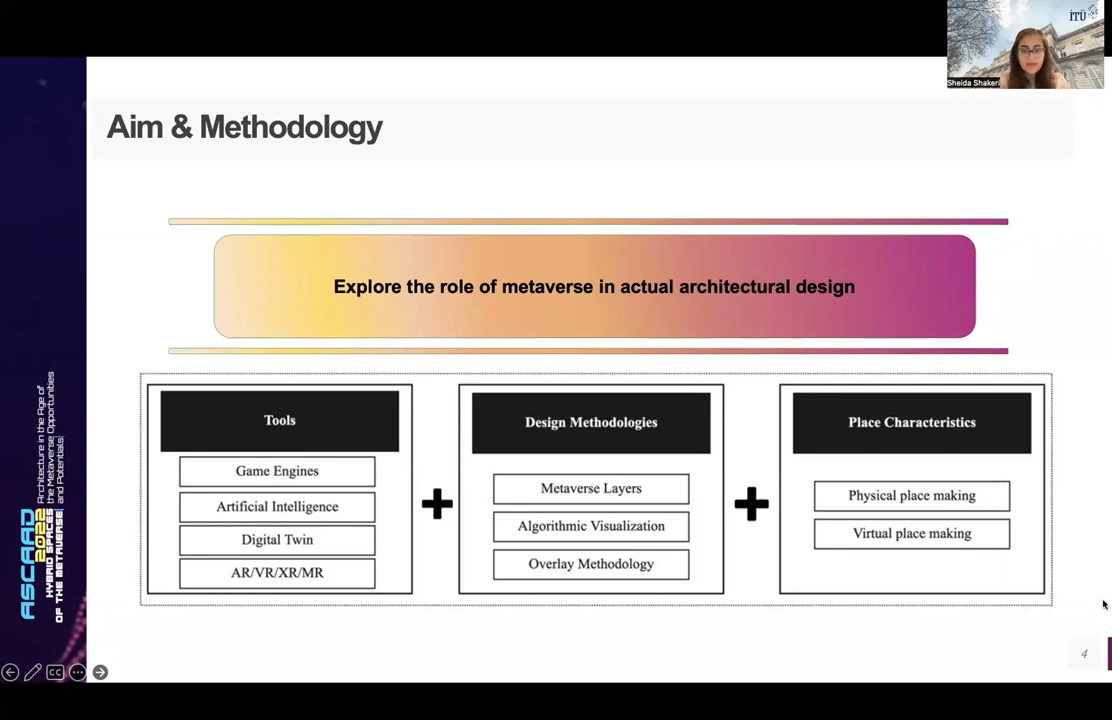 İTÜ
Sheida Shakeri
Aim & Methodology
Explore the role of metaverse in actual architectural design
Tools
Game Engines
Artificial Intelligence
Digital Twin
AR/VR/XR/MR
Design Methodologies
Metaverse Layers
Algorithmic Visualization
Overlay Methodology
Place Characteristics
Physical place making
Virtual place making
ASCAAD
2022
HYBRID SPACES
OF THE METAVERSE
Architecture in the Age of
the Metaverse Opportunities
and Potentials
4
CC